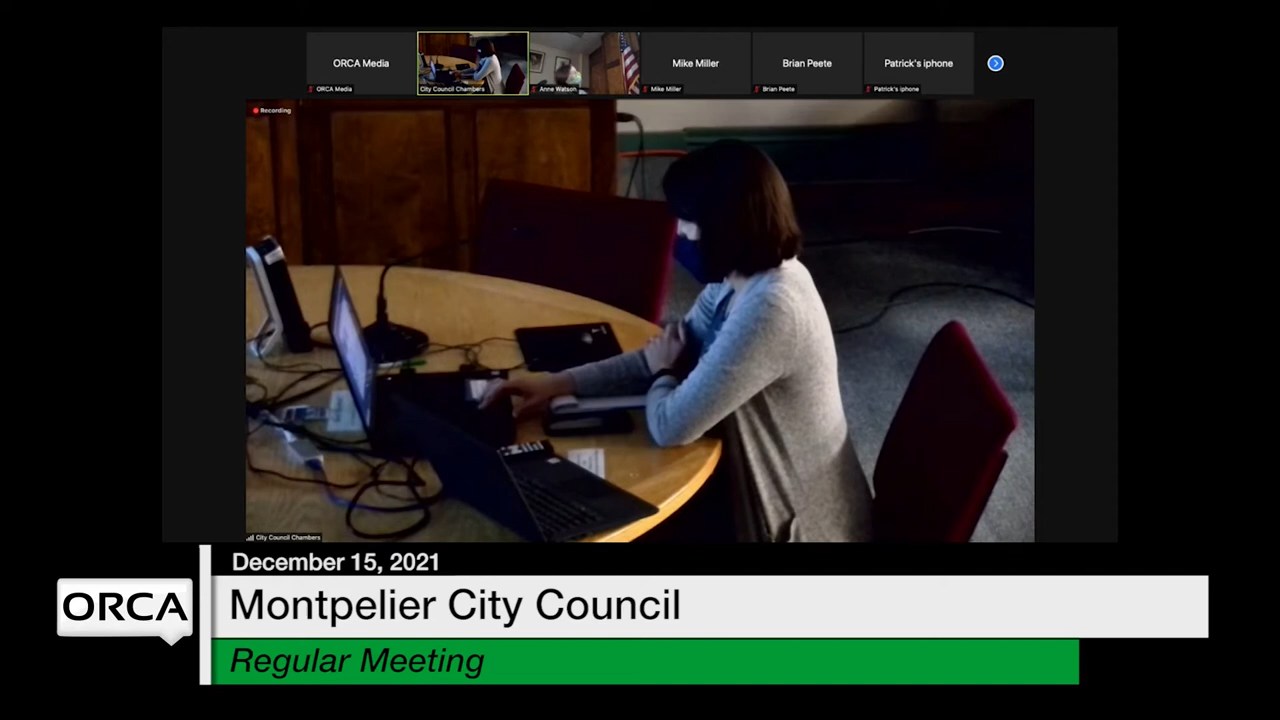 ORCA Media
Mike Miller
Brian Peete
Patrick's iphone
ORCA Media
City Council Chambers
Anne Watson
Mike Miller
Brian Peete
Patrick's iphone
Recording
City Council Chambers
December 15, 2021
ORCA
Montpelier City Council
Regular Meeting